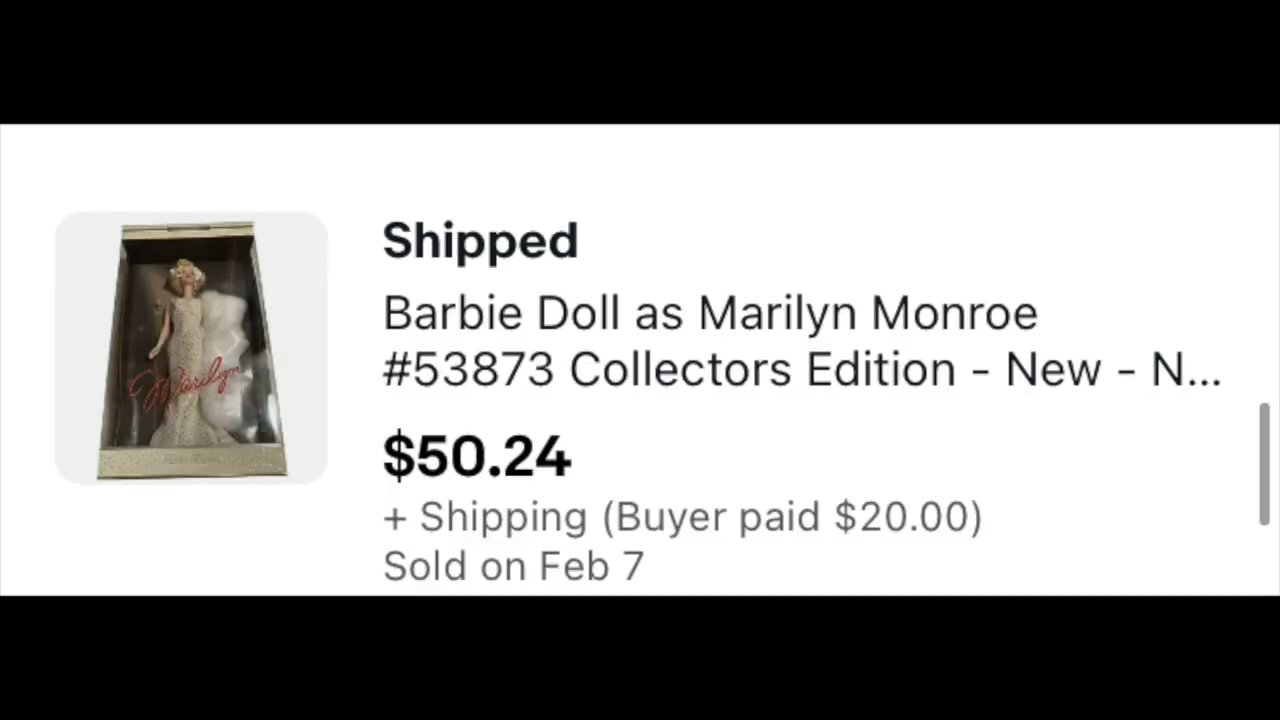 Marilyn
Shipped
Barbie Doll as Marilyn Monroe
#53873 Collectors Edition - New - N...
$50.24
+ Shipping (Buyer paid $20.00)
Sold on Feb 7